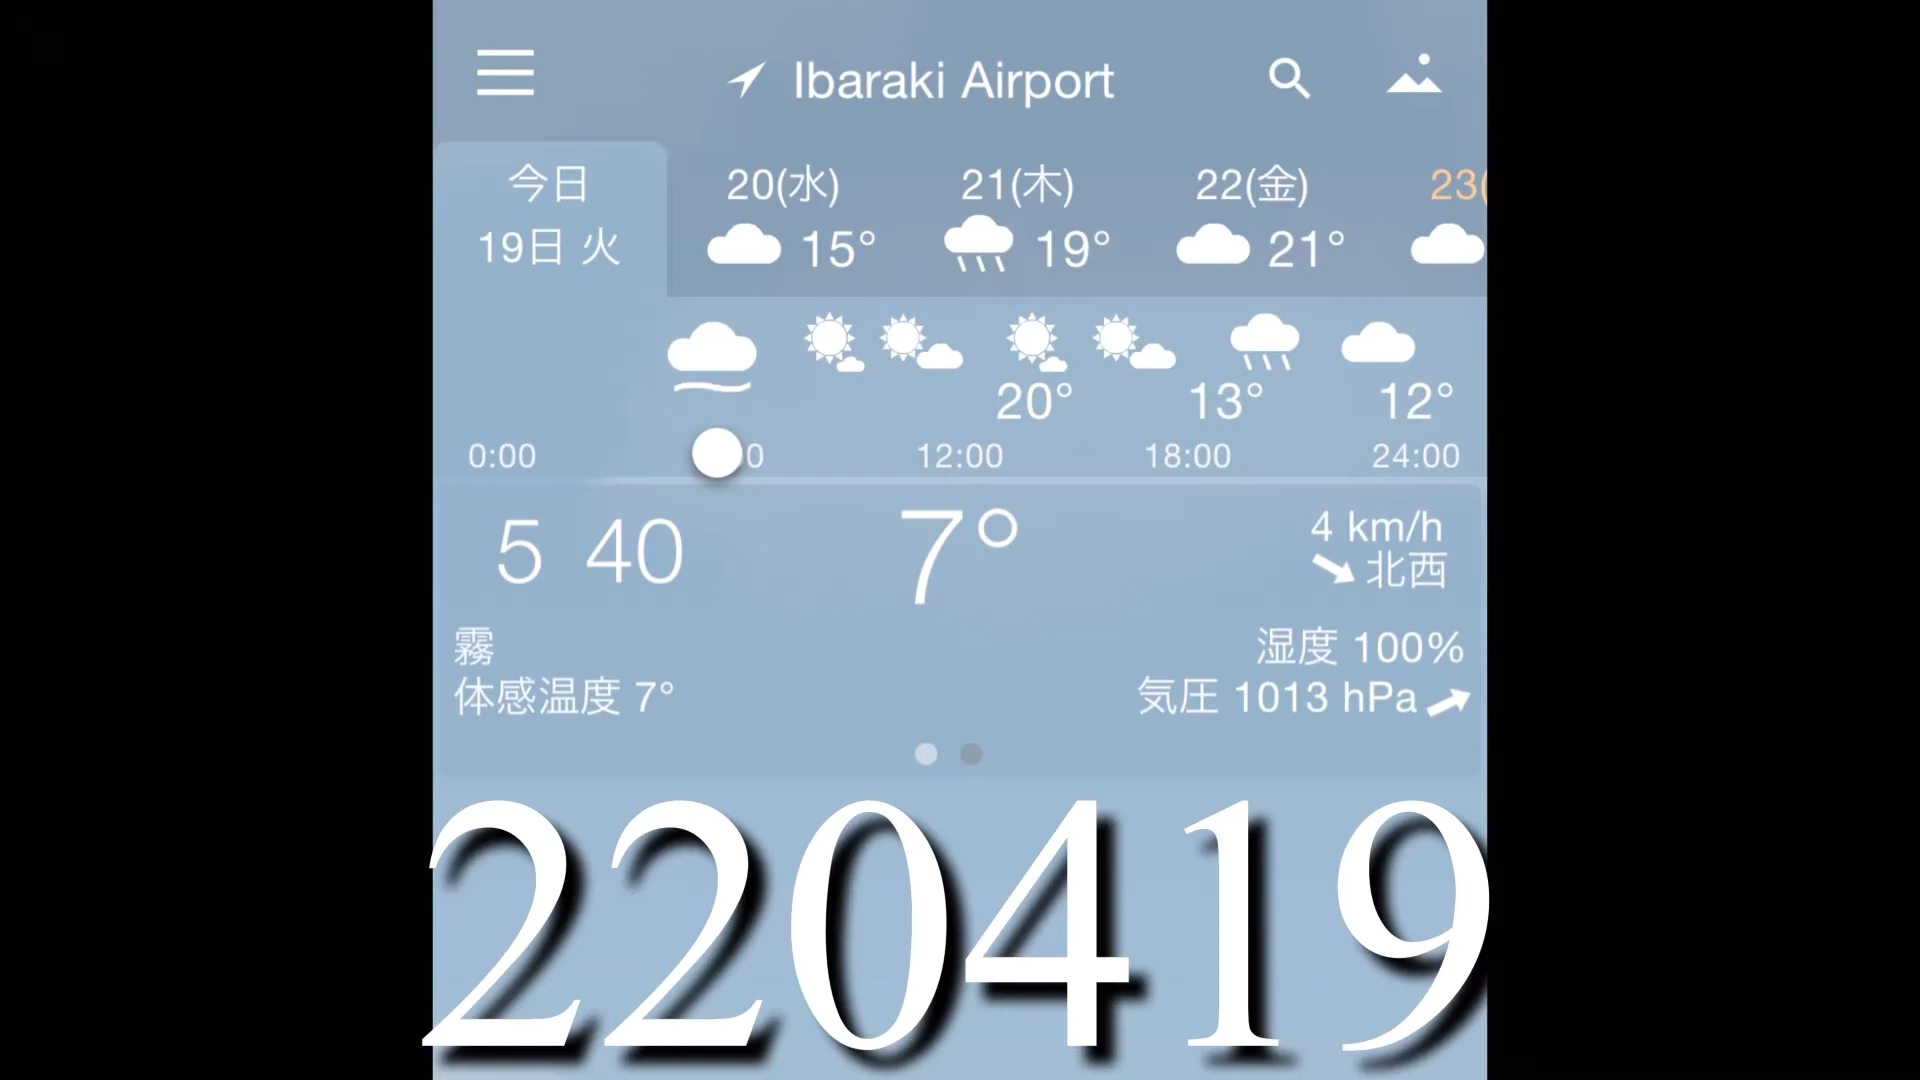 Ibaraki Airport
今日
19日 火
20(水)
15°
21(木)
19°
22(金)
21°
23(
20°
13°
12°
0:00
0
12:00
18:00
24:00
5 40
7°
4 km/h
北西
霧
湿度 100%
体感温度 7°
気圧 1013 hPa
220419